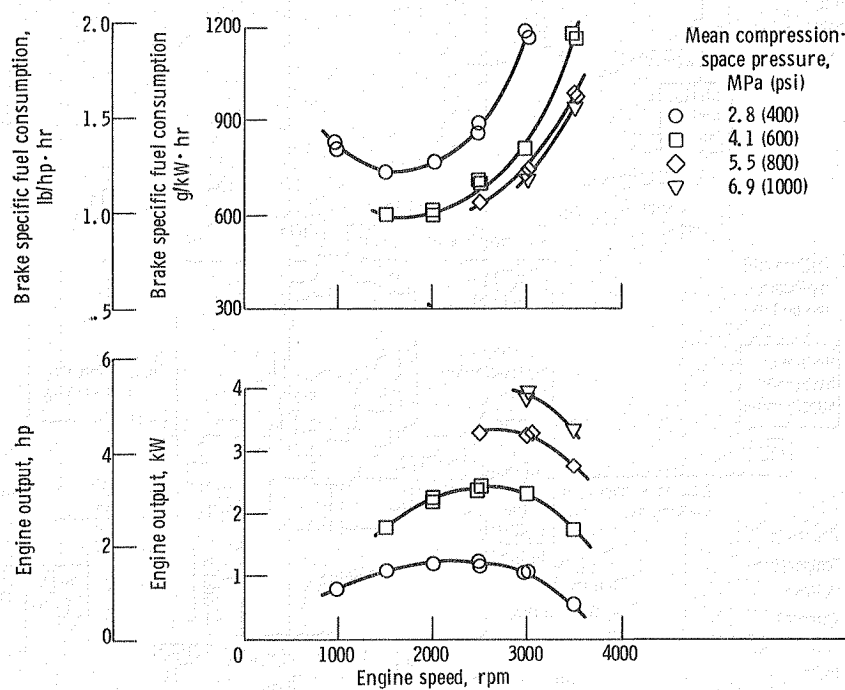 Brake specific fuel consumption,
lb/hp· hr
2.0
1.5
1.0
.5
Brake specific fuel consumption
g/kW· hr
1200
900
600
300
Mean compression-
space pressure,
MPa (psi)
2.8 (400)
4.1 (600)
5.5 (800)
6.9 (1000)
Engine output, hp
6
4
2
0
Engine output, kW
4
3
2
1
0
1000
2000
3000
4000
Engine speed, rpm